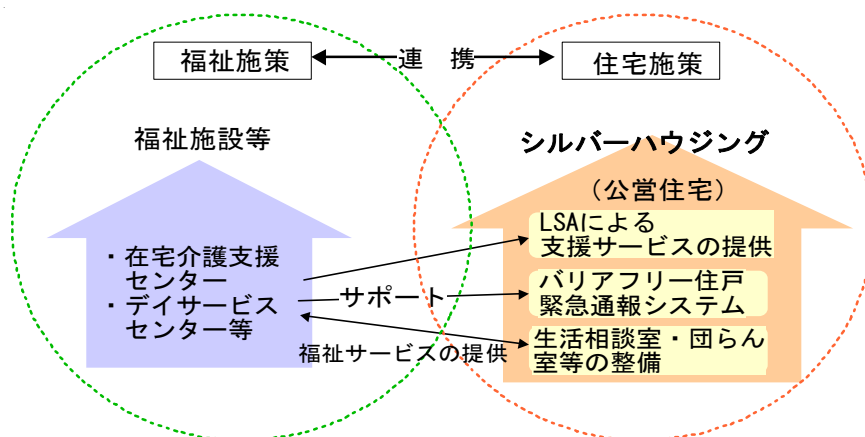 福祉施策
連 携
住宅施策
福祉施設等
・在宅介護支援
センター
・デイサービス
センター等
サポート
福祉サービスの提供
シルバーハウジング
（公営住宅）
LSAによる
支援サービスの提供
バリアフリー住戸
緊急通報システム
生活相談室・団らん
室等の整備